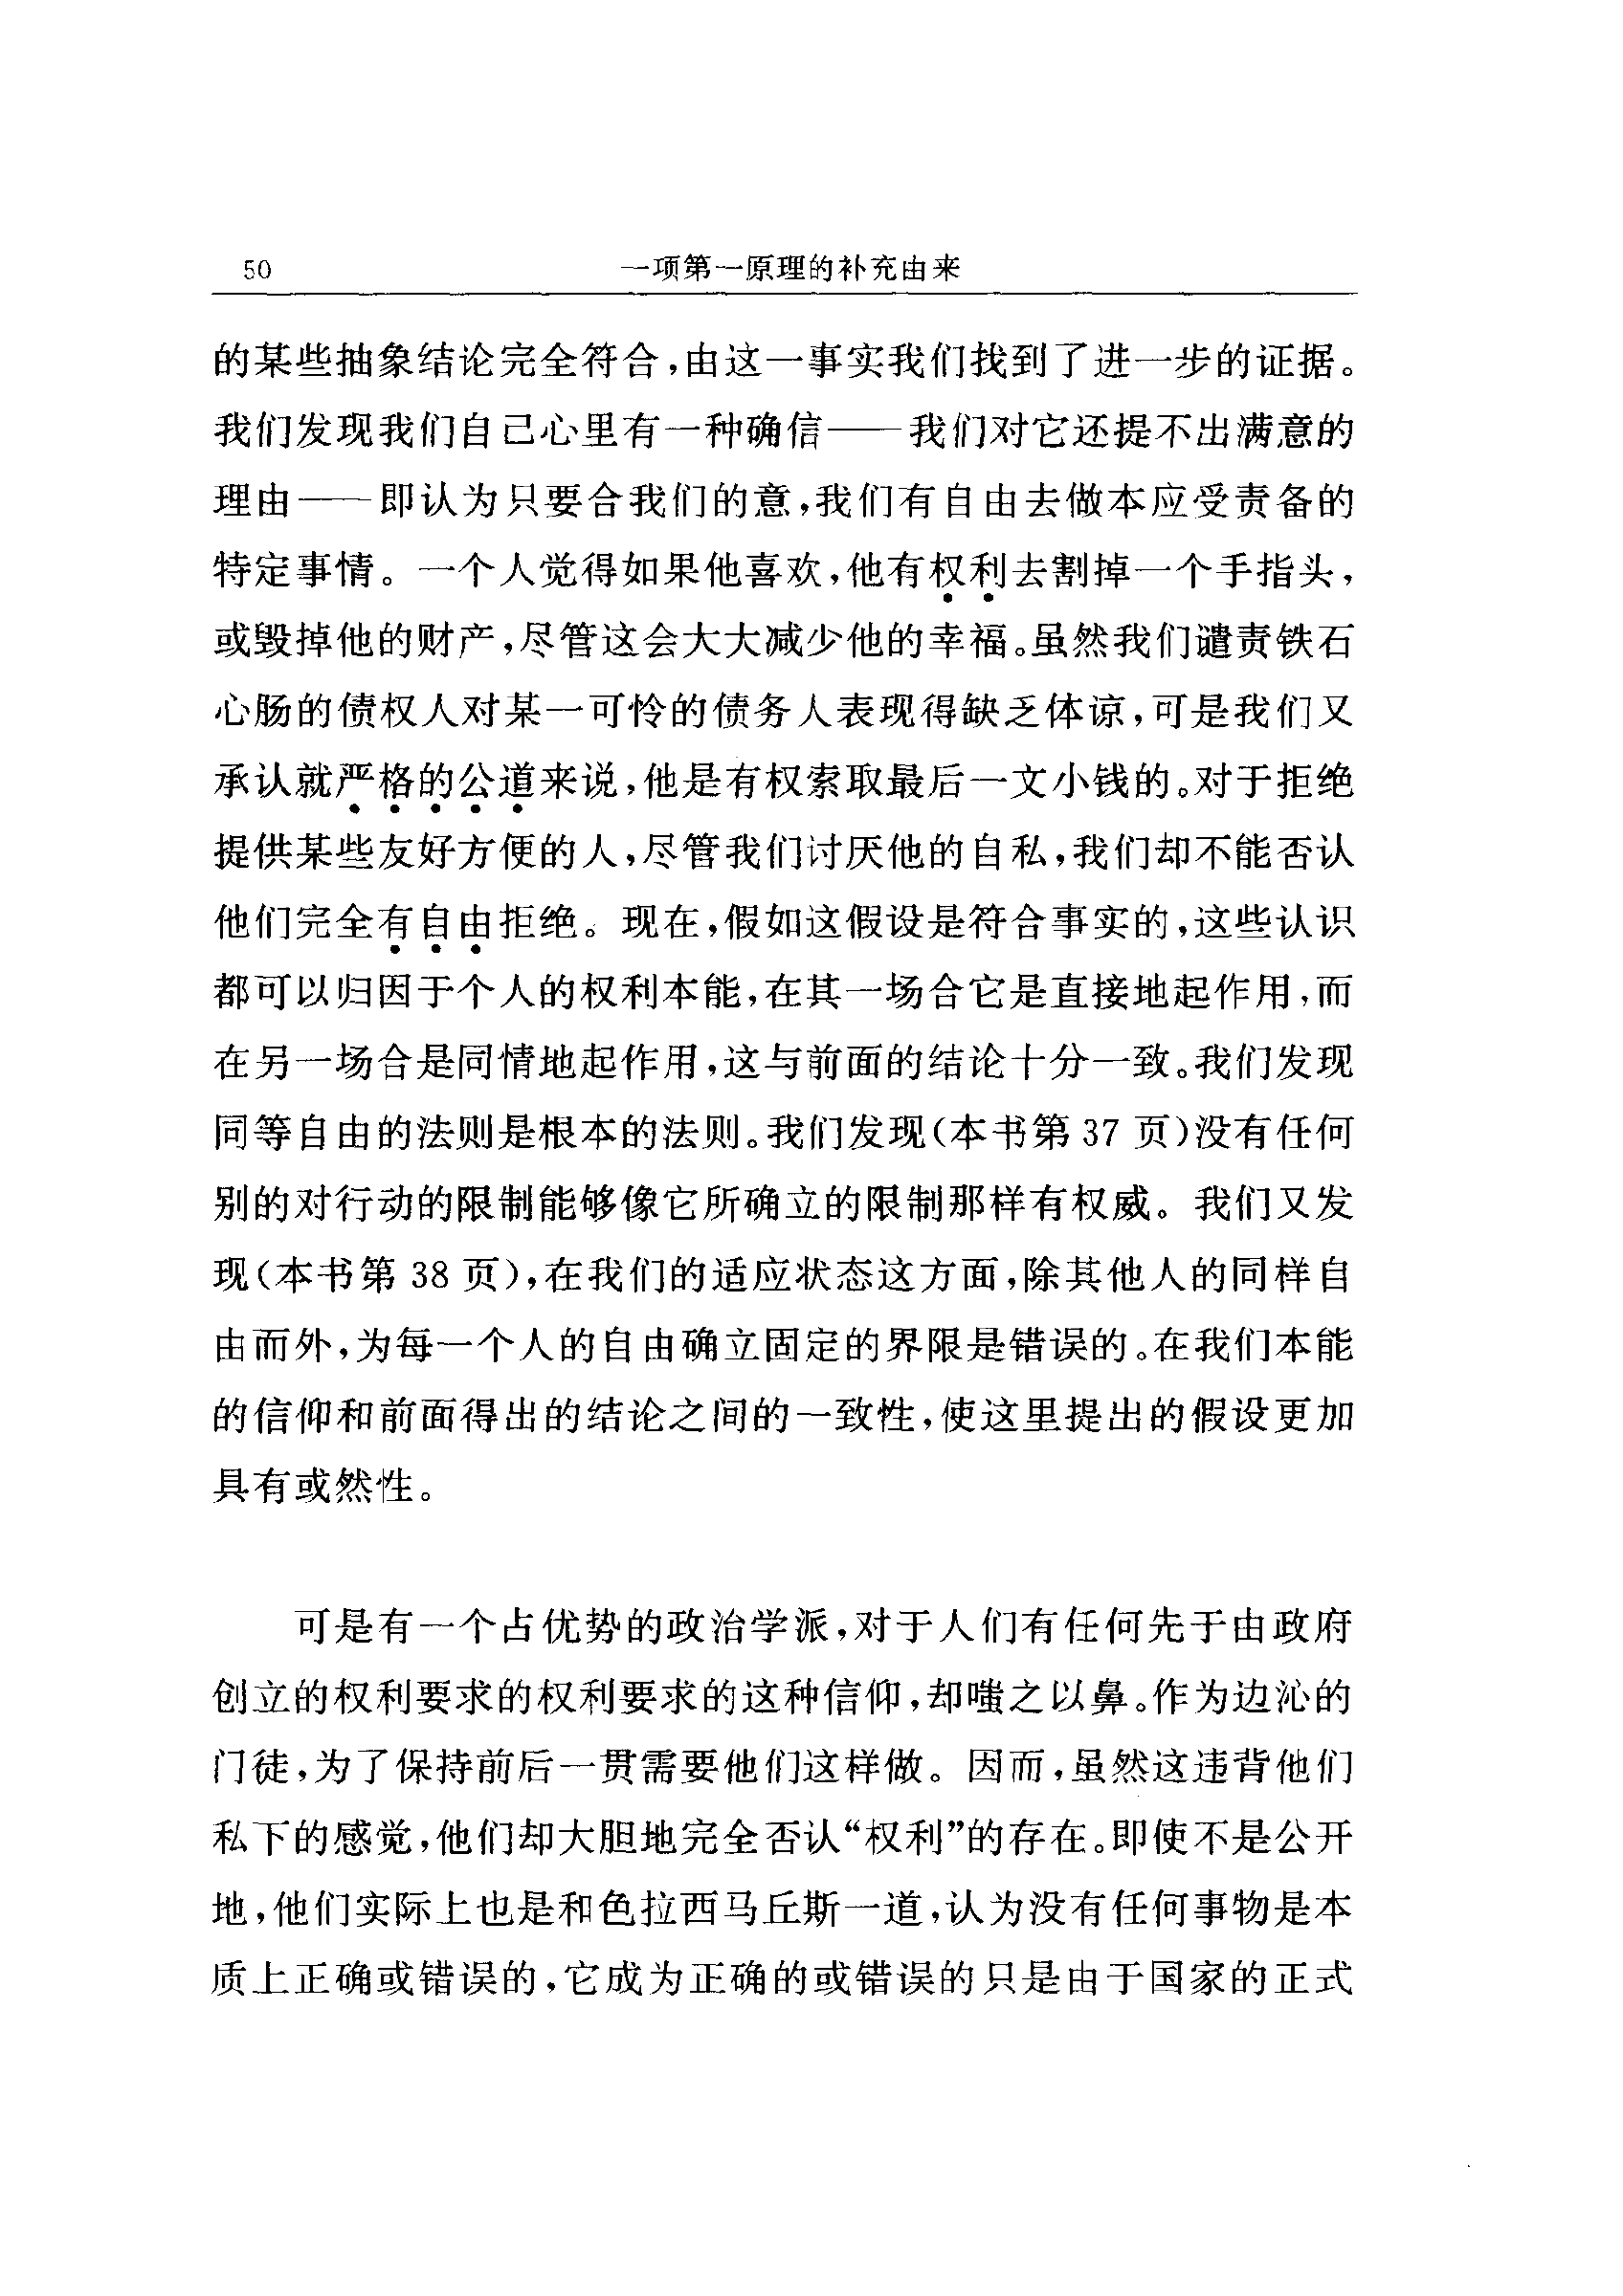 50 一项第一原理的补充由来
的某些抽象结论完全符合,由这一事实我们找到了进一步的证据。
我们发现我们自己心里有一种确信——我们对它还提不出满意的
理由——即认为只要合我们的意,我们有自由去做本应受责备的
特定事情。一个人觉得如果他喜欢,他有权利去割掉一个手指头,
或毁掉他的财产,尽管这会大大减少他的幸福。虽然我们谴责铁石
心肠的债权人对某一可怜的债务人表现得缺乏体谅,可是我们又
承认就严格的公道来说,他是有权索取最后一文小钱的。对于拒绝
提供某些友好方便的人,尽管我们讨厌他的自私,我们却不能否认
他们完全有自由拒绝。现在,假如这假设是符合事实的,这些认识
都可以归因于个人的权利本能,在其一场合它是直接地起作用,而
在另一场合是同情地起作用,这与前面的结论十分一致。我们发现
同等自由的法则是根本的法则。我们发现(本书第 37 页)没有任何
别的对行动的限制能够像它所确立的限制那样有权威。我们又发
现(本书第 38 页),在我们的适应状态这方面,除其他人的同样自
由而外,为每一个人的自由确立固定的界限是错误的。在我们本能
的信仰和前面得出的结论之间的一致性,使这里提出的假设更加
具有或然性。
可是有一个占优势的政治学派,对于人们有任何先于由政府
创立的权利要求的权利要求的这种信仰,却嗤之以鼻。作为边沁的
门徒,为了保持前后一贯需要他们这样做。因而,虽然这违背他们
私下的感觉,他们却大胆地完全否认“权利”的存在。即使不是公开
地,他们实际上也是和色拉西马丘斯一道,认为没有任何事物是本
质上正确或错误的,它成为正确的或错误的只是由于国家的正式